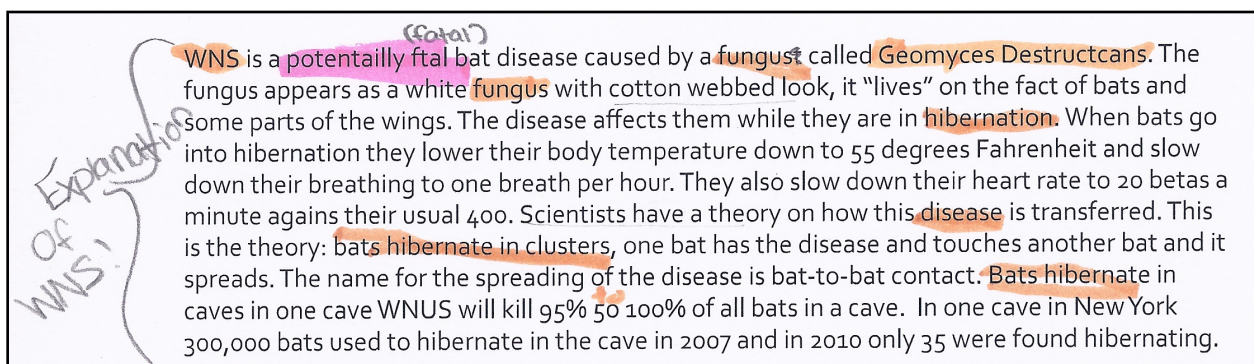 (fatal)
WNS is a potentailly ftal bat disease caused by a fungust called Geomyces Destructcans. The
fungus appears as a white fungus with cotton webbed look, it “lives” on the fact of bats and
some parts of the wings. The disease affects them while they are in hibernation. When bats go
into hibernation they lower their body temperature down to 55 degrees Fahrenheit and slow
down their breathing to one breath per hour. They also slow down their heart rate to 20 betas a
minute agains their usual 400. Scientists have a theory on how this disease is transferred. This
is the theory: bats hibernate in clusters, one bat has the disease and touches another bat and it
spreads. The name for the spreading of the disease is bat-to-bat contact. Bats hibernate in
to
caves in one cave WNUS will kill 95% 50 100% of all bats in a cave. In one cave in New York
300,000 bats used to hibernate in the cave in 2007 and in 2010 only 35 were found hibernating.
Explanation
Of
WNS!